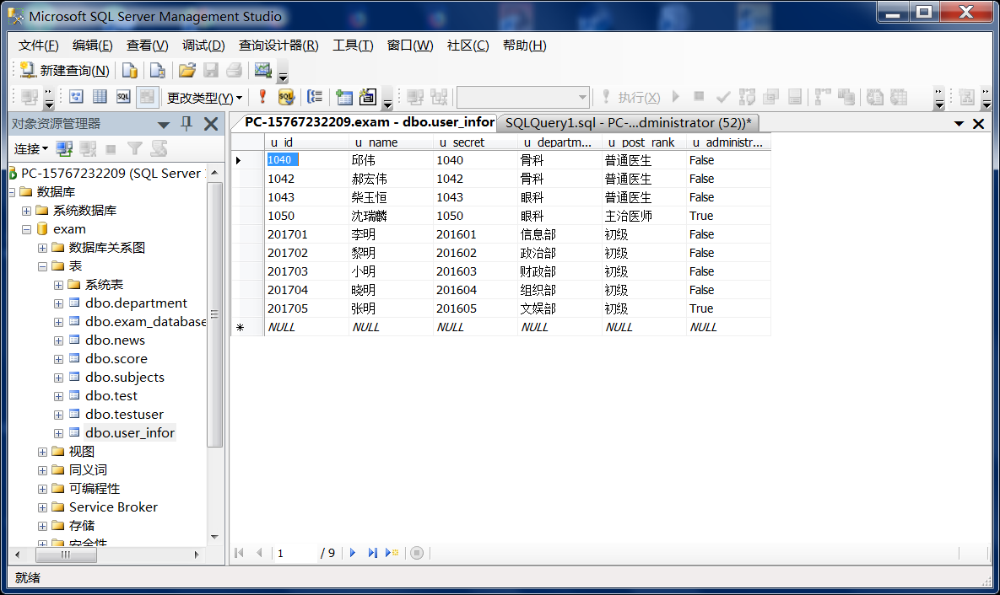 Microsoft SQL Server Management Studio
文件(F) 编辑(E) 查看(V) 调试(D) 查询设计器(R) 工具(T) 窗口(W) 社区(C) 帮助(H)
新建查询(N)
更改类型(Y) 执行(X)
对象资源管理器
连接
PC-15767232209 (SQL Server
数据库
系统数据库
exam
数据库关系图
表
系统表
dbo.department
dbo.exam_database
dbo.news
dbo.score
dbo.subjects
dbo.test
dbo.testuser
dbo.user_infor
视图
同义词
可编程性
Service Broker
存储
安全性
PC-15767232209.exam - dbo.user_infor SQLQuery1.sql - PC-...dministrator (52))*
u_id u_name u_secret u_departm... u_post_rank u_administr...
1040 邱伟 1040 骨科 普通医生 False
1042 郝宏伟 1042 骨科 普通医生 False
1043 柴玉恒 1043 眼科 普通医生 False
1050 沈瑞麟 1050 眼科 主治医师 True
201701 李明 201601 信息部 初级 False
201702 黎明 201602 政治部 初级 False
201703 小明 201603 财政部 初级 False
201704 晓明 201604 组织部 初级 False
201705 张明 201605 文娱部 初级 True
NULL NULL NULL NULL NULL NULL
1 / 9
就绪